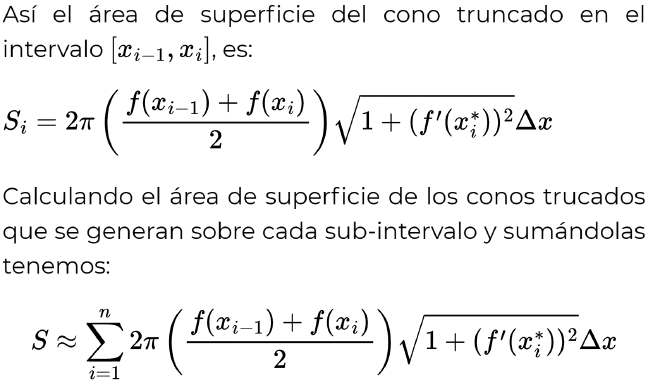 Así el área de superficie del cono truncado en el
intervalo [x_{i−1}, x_i], es:
S_i = 2π ( (f(x_{i−1}) + f(x_i)) / 2 ) √(1 + (f′(x_i^*))²) Δx
Calculando el área de superficie de los conos trucados
que se generan sobre cada sub-intervalo y sumándolas
tenemos:
S ≈ ∑_{i=1}^{n} 2π ( (f(x_{i−1}) + f(x_i)) / 2 ) √(1 + (f′(x_i^*))²) Δx